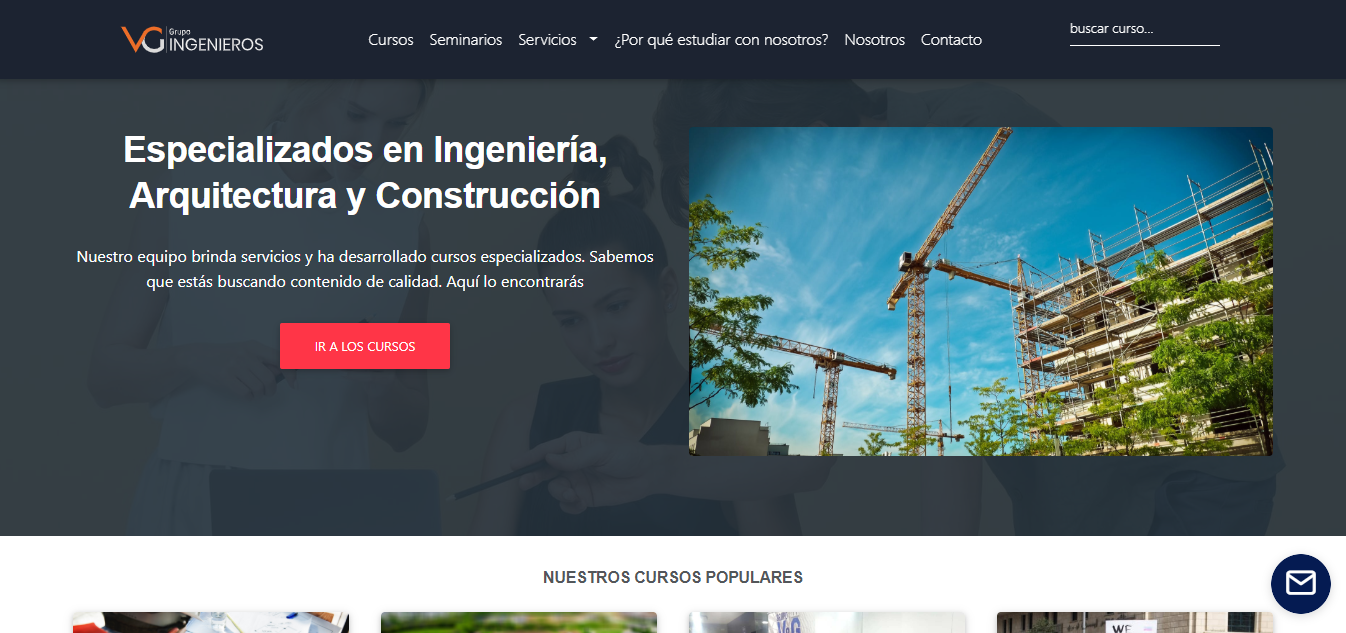 Grupo
VG INGENIEROS
Cursos
Seminarios
Servicios
¿Por qué estudiar con nosotros?
Nosotros
Contacto
buscar curso...
Especializados en Ingeniería,
Arquitectura y Construcción
Nuestro equipo brinda servicios y ha desarrollado cursos especializados. Sabemos
que estás buscando contenido de calidad. Aquí lo encontrarás
IR A LOS CURSOS
NUESTROS CURSOS POPULARES
WE